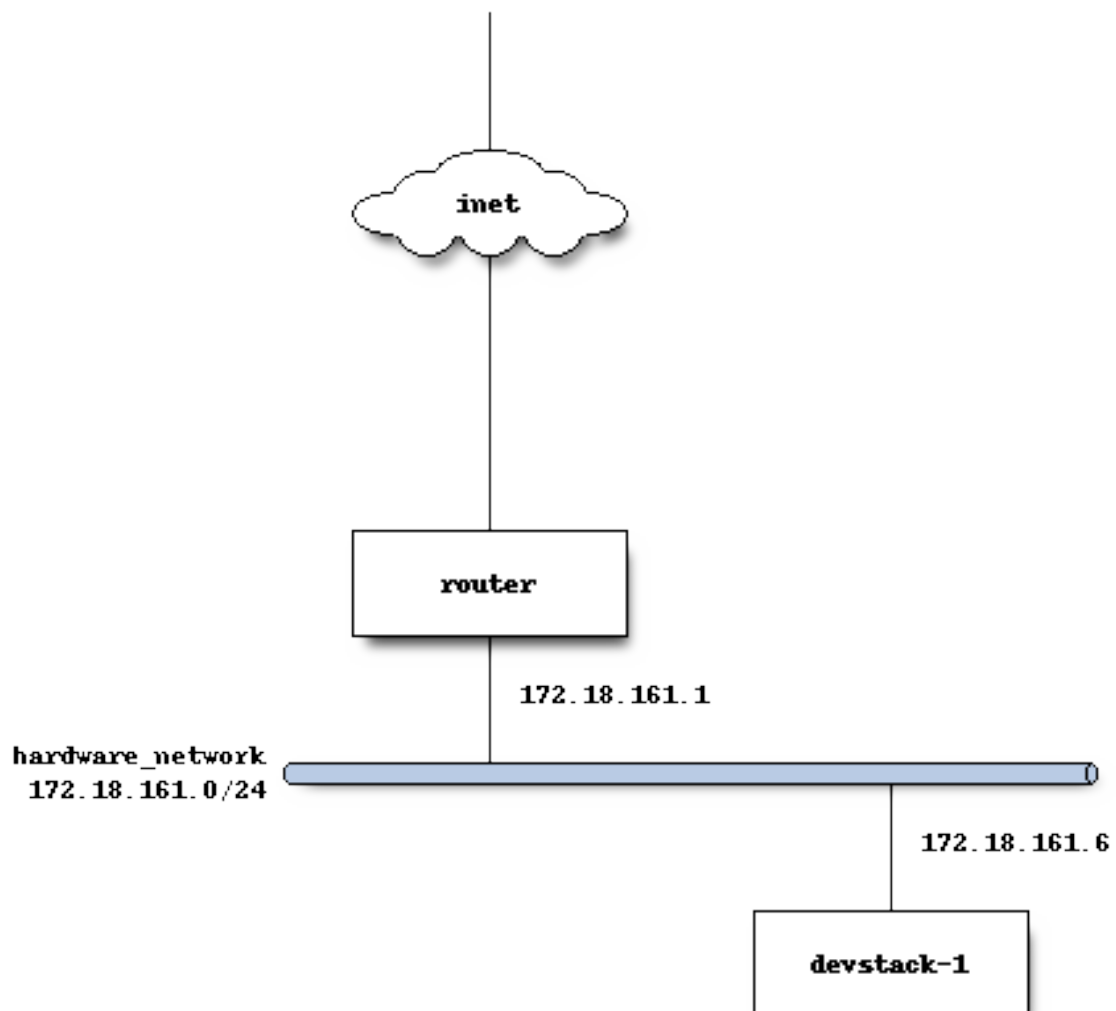 inet
router
172.18.161.1
hardware_network
172.18.161.0/24
172.18.161.6
devstack-1